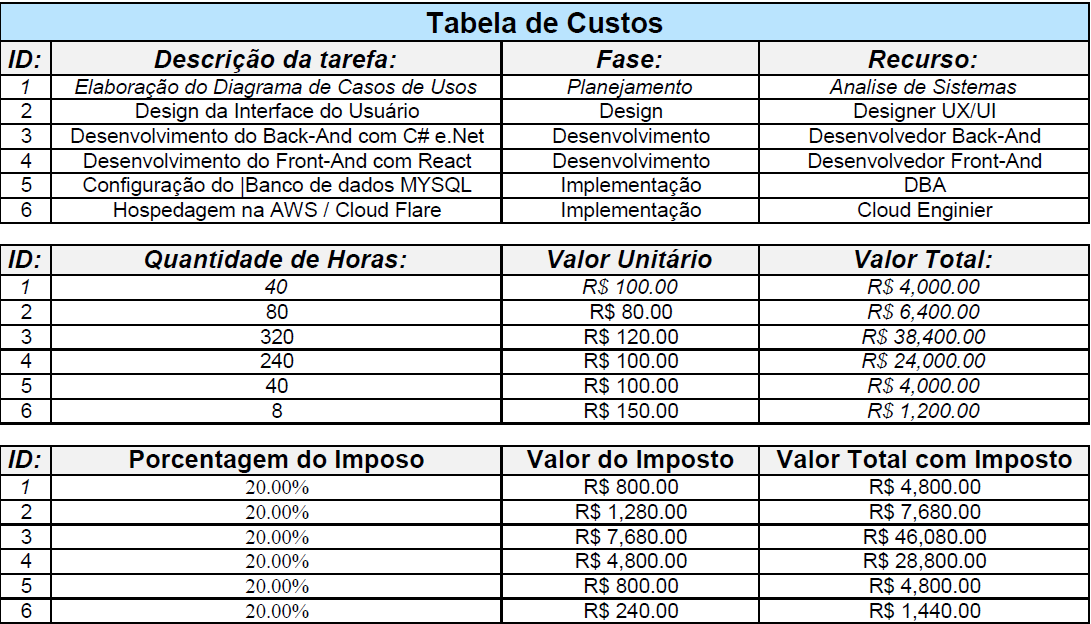 Tabela de Custos
ID: Descrição da tarefa: Fase: Recurso:
1 Elaboração do Diagrama de Casos de Usos Planejamento Analise de Sistemas
2 Design da Interface do Usuário Design Designer UX/UI
3 Desenvolvimento do Back-And com C# e.Net Desenvolvimento Desenvolvedor Back-And
4 Desenvolvimento do Front-And com React Desenvolvimento Desenvolvedor Front-And
5 Configuração do |Banco de dados MYSQL Implementação DBA
6 Hospedagem na AWS / Cloud Flare Implementação Cloud Enginier
ID: Quantidade de Horas: Valor Unitário Valor Total:
1 40 R$ 100.00 R$ 4,000.00
2 80 R$ 80.00 R$ 6,400.00
3 320 R$ 120.00 R$ 38,400.00
4 240 R$ 100.00 R$ 24,000.00
5 40 R$ 100.00 R$ 4,000.00
6 8 R$ 150.00 R$ 1,200.00
ID: Porcentagem do Imposo Valor do Imposto Valor Total com Imposto
1 20.00% R$ 800.00 R$ 4,800.00
2 20.00% R$ 1,280.00 R$ 7,680.00
3 20.00% R$ 7,680.00 R$ 46,080.00
4 20.00% R$ 4,800.00 R$ 28,800.00
5 20.00% R$ 800.00 R$ 4,800.00
6 20.00% R$ 240.00 R$ 1,440.00